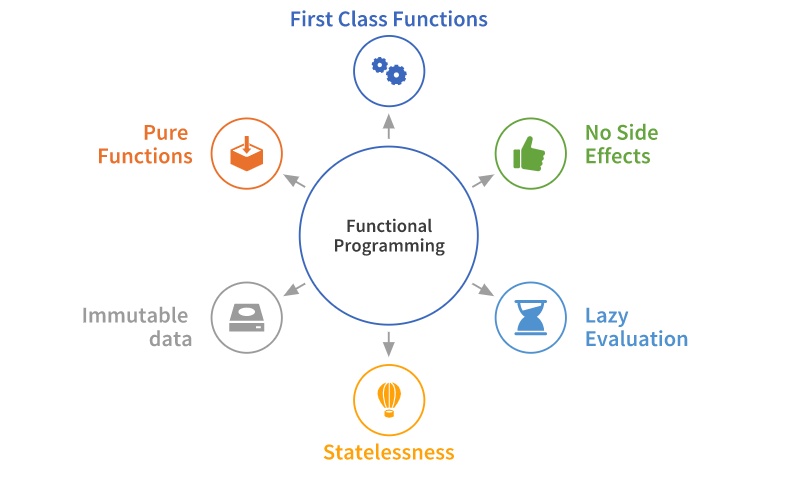 First Class Functions
Pure
Functions
No Side
Effects
Functional
Programming
Immutable
data
Lazy
Evaluation
Statelessness